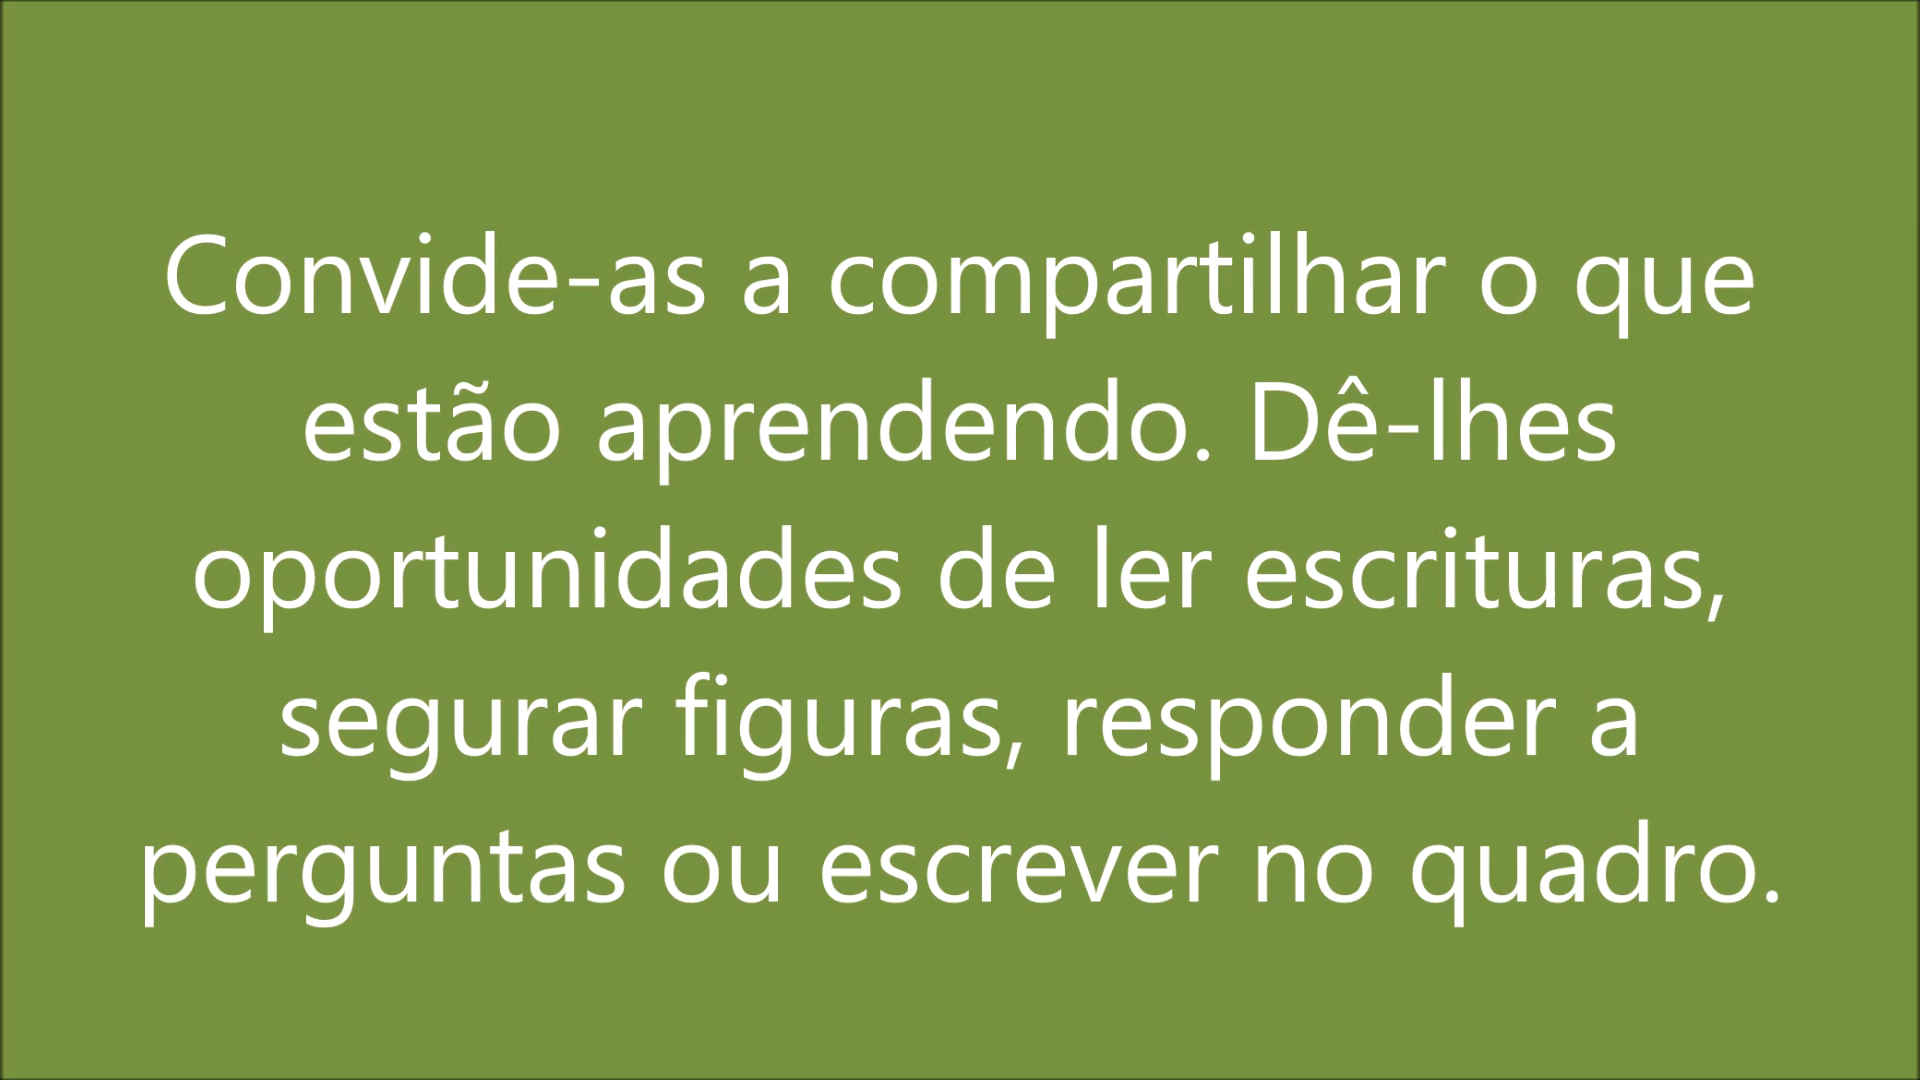 Convide-as a compartilhar o que
estão aprendendo. Dê-lhes
oportunidades de ler escrituras,
segurar figuras, responder a
perguntas ou escrever no quadro.